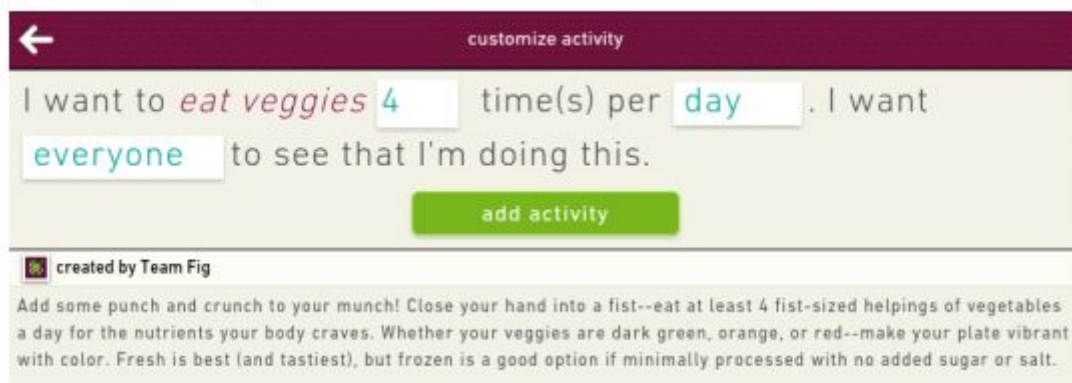 customize activity
I want to eat veggies 4 time(s) per day . I want
everyone to see that I'm doing this.
add activity
created by Team Fig
Add some punch and crunch to your munch! Close your hand into a fist--eat at least 4 fist-sized helpings of vegetables
a day for the nutrients your body craves. Whether your veggies are dark green, orange, or red--make your plate vibrant
with color. Fresh is best (and tastiest), but frozen is a good option if minimally processed with no added sugar or salt.